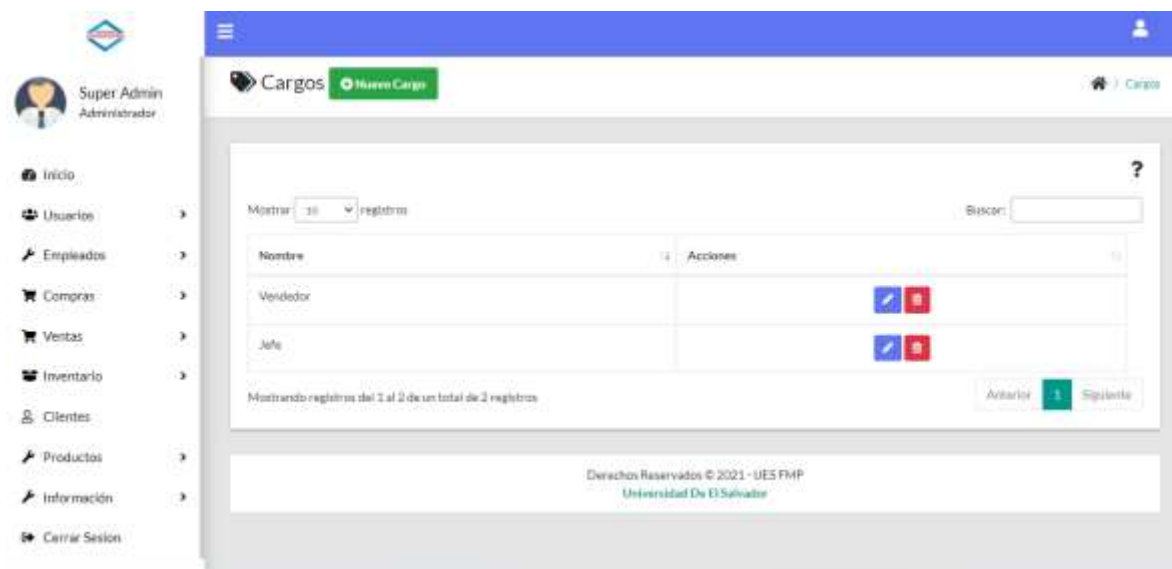 Super Admin
Administrador
Inicio
Usuarios
Empleados
Compras
Ventas
Inventario
Clientes
Productos
Información
Cerrar Sesion
Cargos Nuevo Cargo
/ Cargos
?
Mostrar 10 registros
Buscar:
Nombre Acciones
Vendedor
Jefe
Mostrando registros del 1 al 2 de un total de 2 registros
Anterior 1 Siguiente
Derechos Reservados © 2021 - UES FMP
Universidad De El Salvador